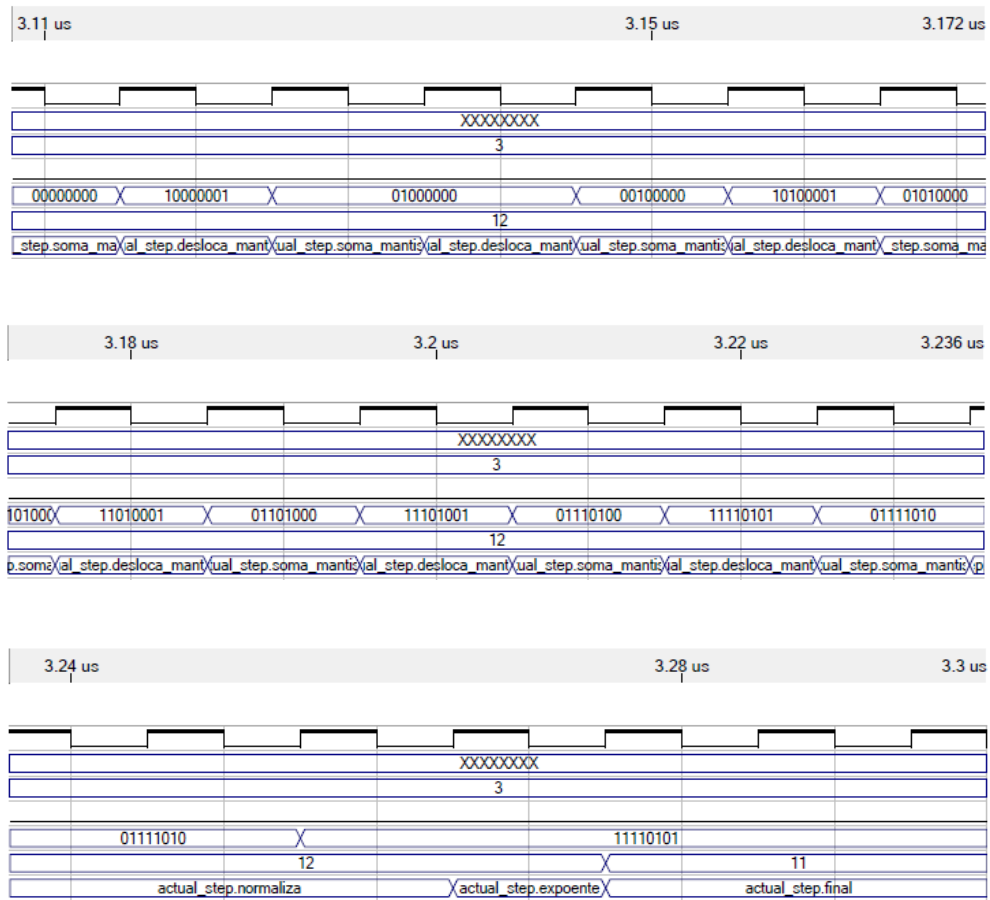 3.11 us 3.15 us 3.172 us
XXXXXXXX
3
00000000 10000001 01000000 00100000 10100001 01010000
12
_step.soma_ma al_step.desloca_mant ual_step.soma_mantis al_step.desloca_mant ual_step.soma_mantis al_step.desloca_mant _step.soma_ma
3.18 us 3.2 us 3.22 us 3.236 us
XXXXXXXX
3
101000 11010001 01101000 11101001 01110100 11110101 01111010
12
p.soma al_step.desloca_mant ual_step.soma_mantis al_step.desloca_mant ual_step.soma_mantis al_step.desloca_mant ual_step.soma_mantis p
3.24 us 3.28 us 3.3 us
XXXXXXXX
3
01111010 11110101
12 11
actual_step.normaliza actual_step.expoente actual_step.final